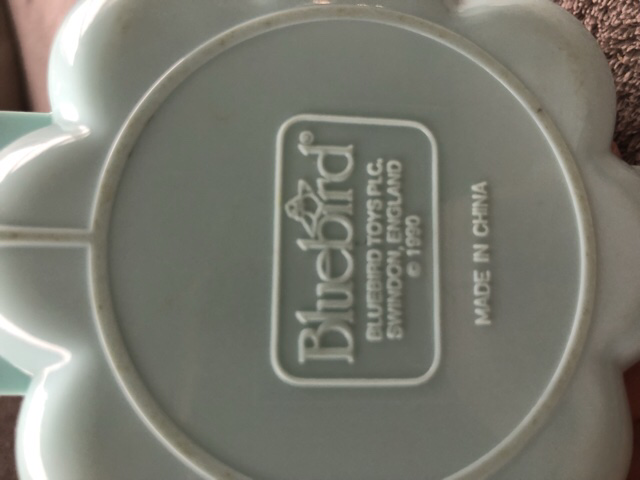 Bluebird®
BLUEBIRD TOYS PLC.
SWINDON, ENGLAND
© 1990
MADE IN CHINA